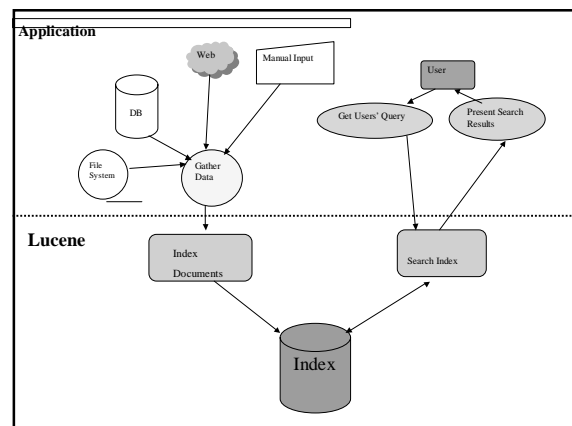 Application
Web
Manual Input
User
DB
Get Users' Query
Present Search
Results
File
System
Gather
Data
Lucene
Index
Documents
Search Index
Index